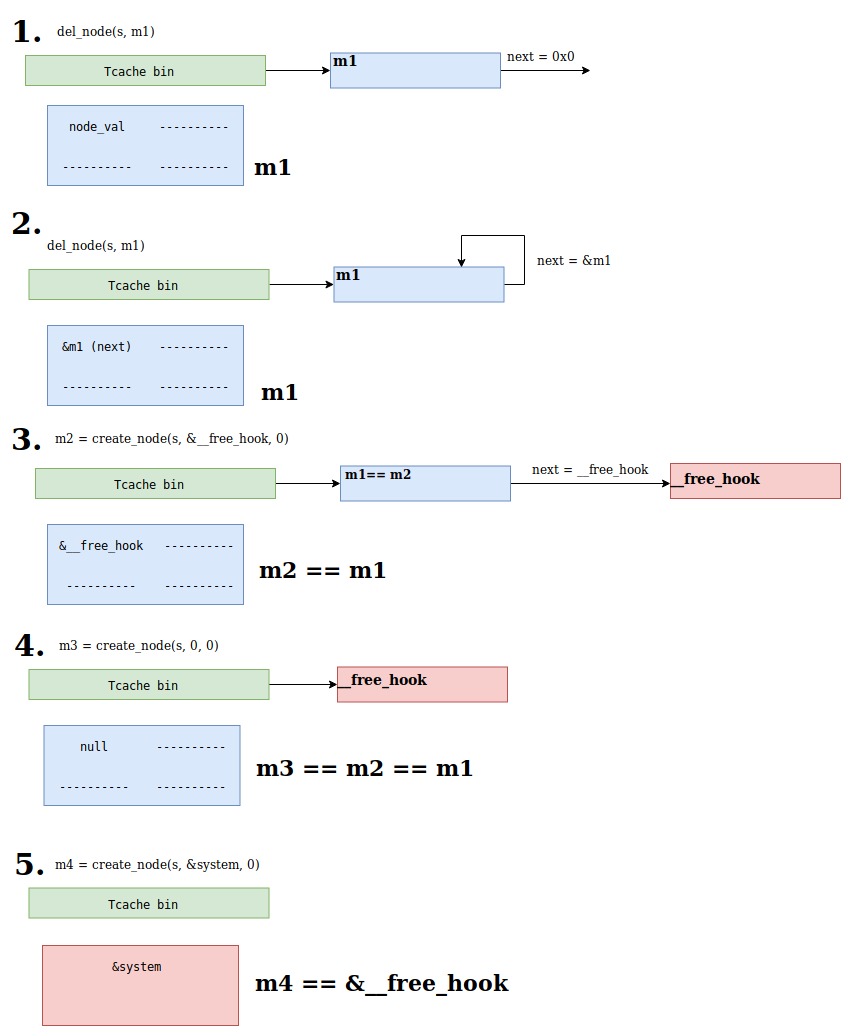 1. del_node(s, m1)
Tcache bin
m1
next = 0x0
node_val ----------
---------- ----------
m1
2.
del_node(s, m1)
Tcache bin
m1
next = &m1
&m1 (next) ----------
---------- ----------
m1
3. m2 = create_node(s, &__free_hook, 0)
Tcache bin
m1== m2
next = __free_hook
__free_hook
&__free_hook ----------
---------- ----------
m2 == m1
4. m3 = create_node(s, 0, 0)
Tcache bin
__free_hook
null ----------
---------- ----------
m3 == m2 == m1
5. m4 = create_node(s, &system, 0)
Tcache bin
&system
m4 == &__free_hook